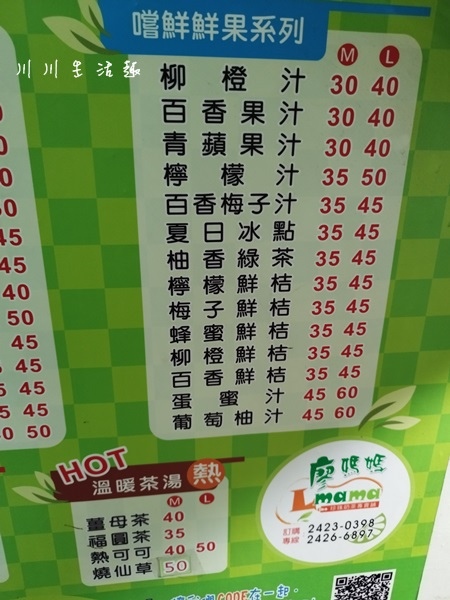 川川生活趣
嚐鮮鮮果系列
M L
柳橙汁 30 40
百香果汁 30 40
青蘋果汁 30 40
檸檬汁 35 50
百香梅子汁 35 45
夏日冰點 35 45
柚香綠茶 35 45
檸檬鮮桔 35 45
梅子鮮桔 35 45
蜂蜜鮮桔 35 45
柳橙鮮桔 35 45
百香鮮桔 35 45
蛋蜜汁 45 60
葡萄柚汁 45 60
HOT
溫暖茶湯 熱
M L
薑母茶 40
福圓茶 35
熱可可 40 50
燒仙草 50
廖媽媽
Lmama
訂購專線 2423-0398
2426-6897